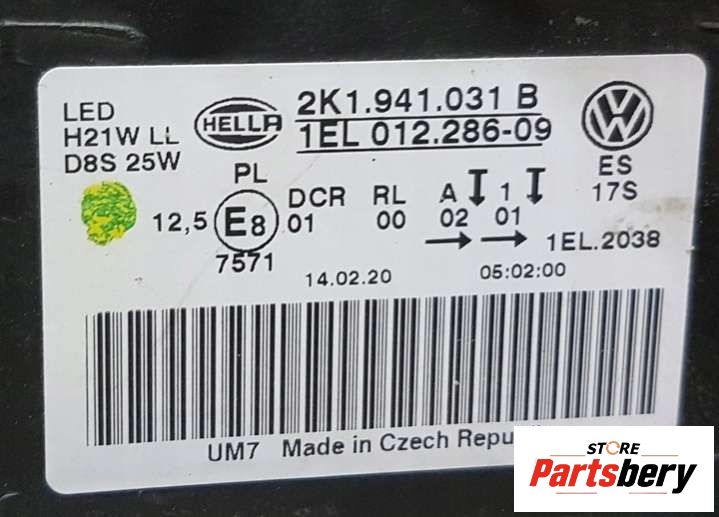 LED
H21W LL
D8S 25W
HELLA
2K1.941.031 B
1EL 012.286-09
VW
ES
17S
PL
DCR RL A 1
12,5 E8 01 00 02 01
7571
1EL.2038
14.02.20 05:02:00
UM7 Made in Czech
STORE
Partsbery